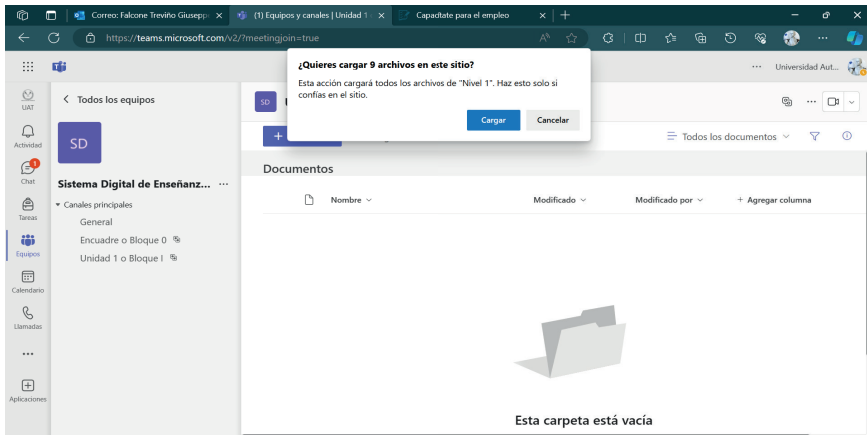 Correo: Falcone Treviño Giusepp
(1) Equipos y canales | Unidad 1
Capacítate para el empleo
https://teams.microsoft.com/v2/?meetingjoin=true
¿Quieres cargar 9 archivos en este sitio?
Esta acción cargará todos los archivos de "Nivel 1". Haz esto solo si
confías en el sitio.
Cargar
Cancelar
Universidad Aut...
UAT
Actividad
Chat
1
Tareas
Equipos
Calendario
Llamadas
Aplicaciones
Todos los equipos
SD
Sistema Digital de Enseñanz...
Canales principales
General
Encuadre o Bloque 0
Unidad 1 o Bloque I
SD
Todos los documentos
Documentos
Nombre
Modificado
Modificado por
+ Agregar columna
Esta carpeta está vacía